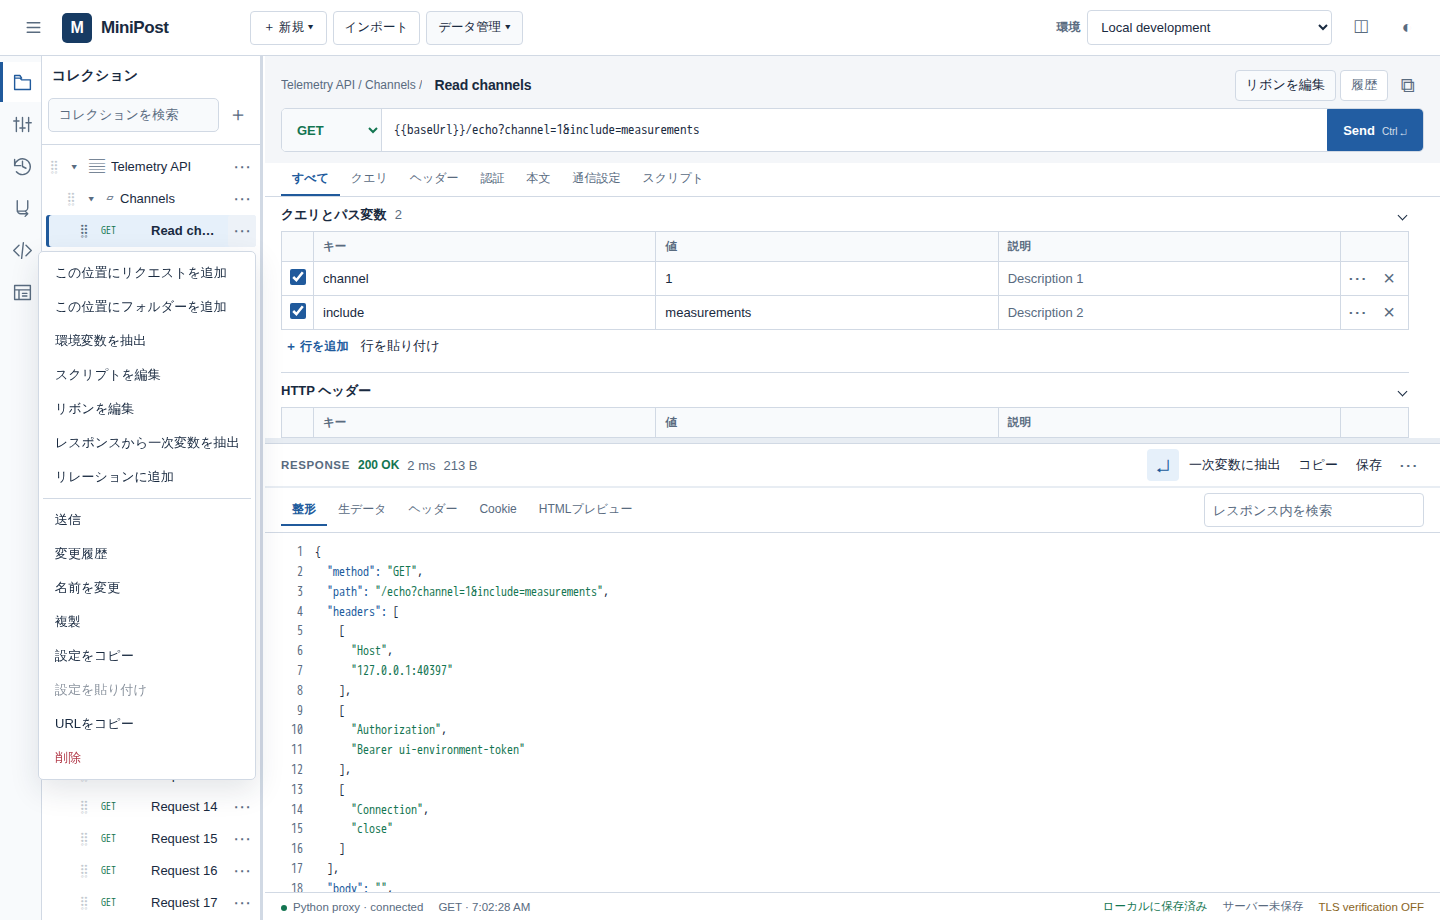 M MiniPost
＋ 新規 ▾
インポート
データ管理 ▾
環境
Local development
コレクション
コレクションを検索
Telemetry API
Channels
GET Read ch…
この位置にリクエストを追加
この位置にフォルダーを追加
環境変数を抽出
スクリプトを編集
リボンを編集
レスポンスから一次変数を抽出
リレーションに追加
送信
変更履歴
名前を変更
複製
設定をコピー
設定を貼り付け
URLをコピー
削除
GET Request 14
GET Request 15
GET Request 16
GET Request 17
Telemetry API / Channels / Read channels
リボンを編集
履歴
GET
{{baseUrl}}/echo?channel=1&include=measurements
Send Ctrl ↵
すべて クエリ ヘッダー 認証 本文 通信設定 スクリプト
クエリとパス変数 2
キー 値 説明
channel 1 Description 1
include measurements Description 2
+ 行を追加 行を貼り付け
HTTP ヘッダー
キー 値 説明
RESPONSE 200 OK 2 ms 213 B
一次変数に抽出 コピー 保存
整形 生データ ヘッダー Cookie HTMLプレビュー
レスポンス内を検索
1 {
2 "method": "GET",
3 "path": "/echo?channel=1&include=measurements",
4 "headers": [
5 [
6 "Host",
7 "127.0.0.1:40397"
8 ],
9 [
10 "Authorization",
11 "Bearer ui-environment-token"
12 ],
13 [
14 "Connection",
15 "close"
16 ]
17 ],
18 "body": "",
Python proxy · connected GET · 7:02:28 AM
ローカルに保存済み サーバー未保存 TLS verification OFF